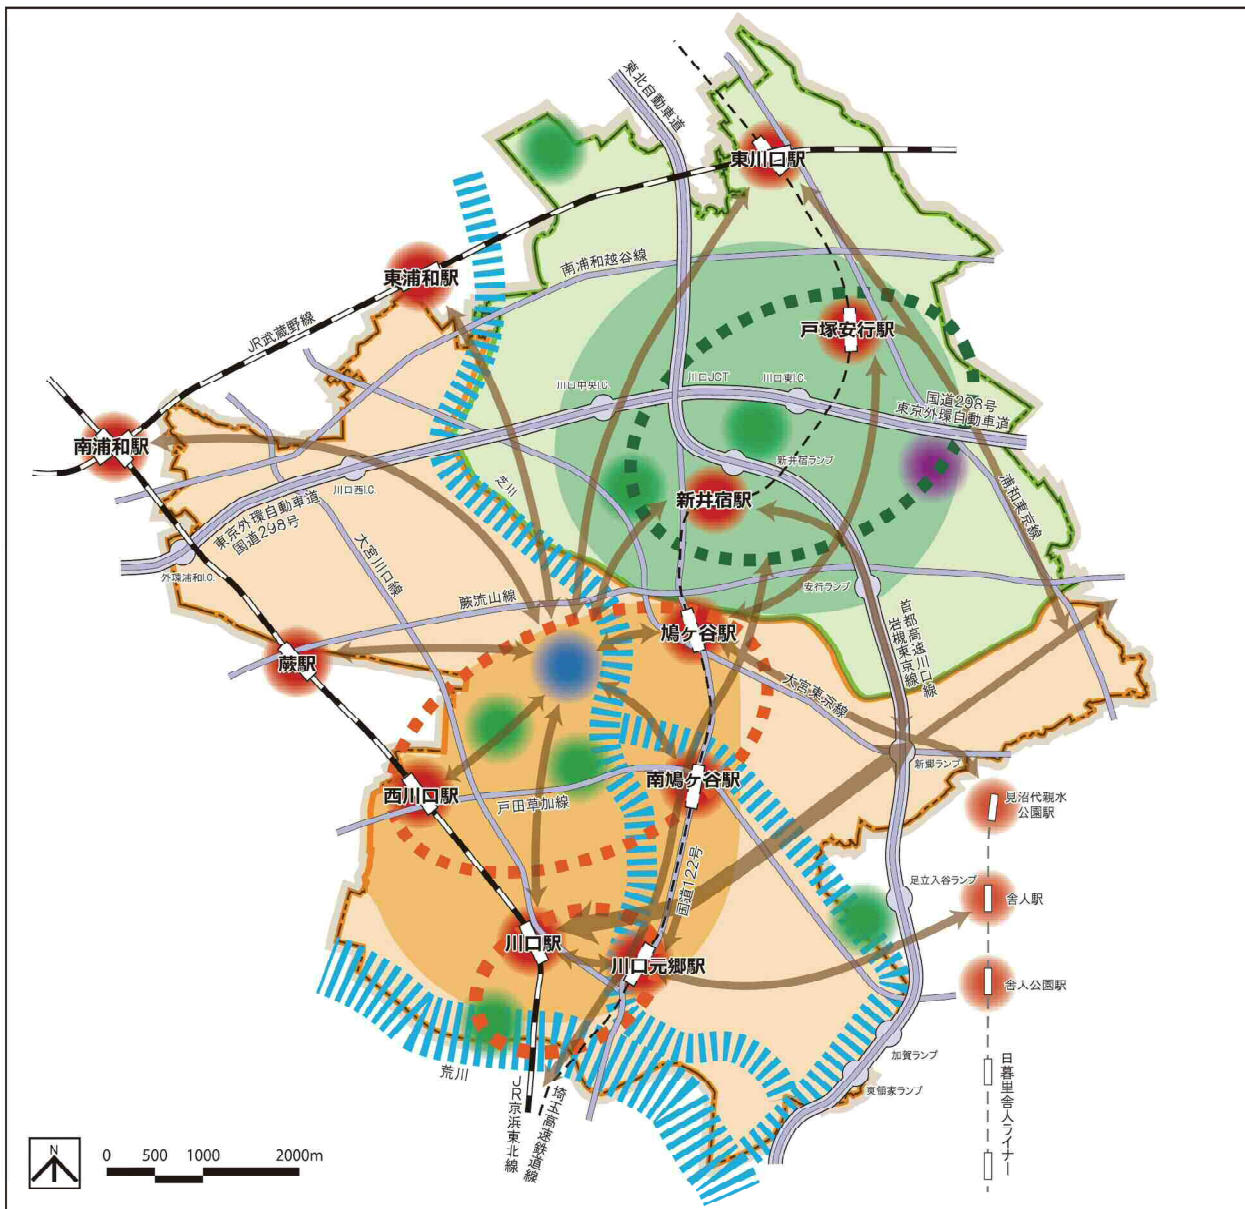 東北自動車道
東川口駅
南浦和越谷線
東浦和駅
JR武蔵野線
戸塚安行駅
川口中央I.C.
川口JCT
川口東I.C.
国道298号
東京外環自動車道
南浦和駅
川口西I.C.
芝川
新井宿ランプ
新井宿駅
浦和東京線
東京外環自動車道
国道298号
外環浦和I.C.
大宮川口線
蕨流山線
安行ランプ
首都高速川口線
岩槻東京線
鳩ヶ谷駅
蕨駅
大宮東京線
新郷ランプ
南鳩ヶ谷駅
西川口駅
戸田草加線
見沼代親水
公園駅
国道122号
足立入谷ランプ
舎人駅
川口駅
川口元郷駅
舎人公園駅
加賀ランプ
東領家ランプ
荒川
JR京浜東北線
埼玉高速鉄道線
日暮里舎人ライナー
N
0 500 1000 2000m